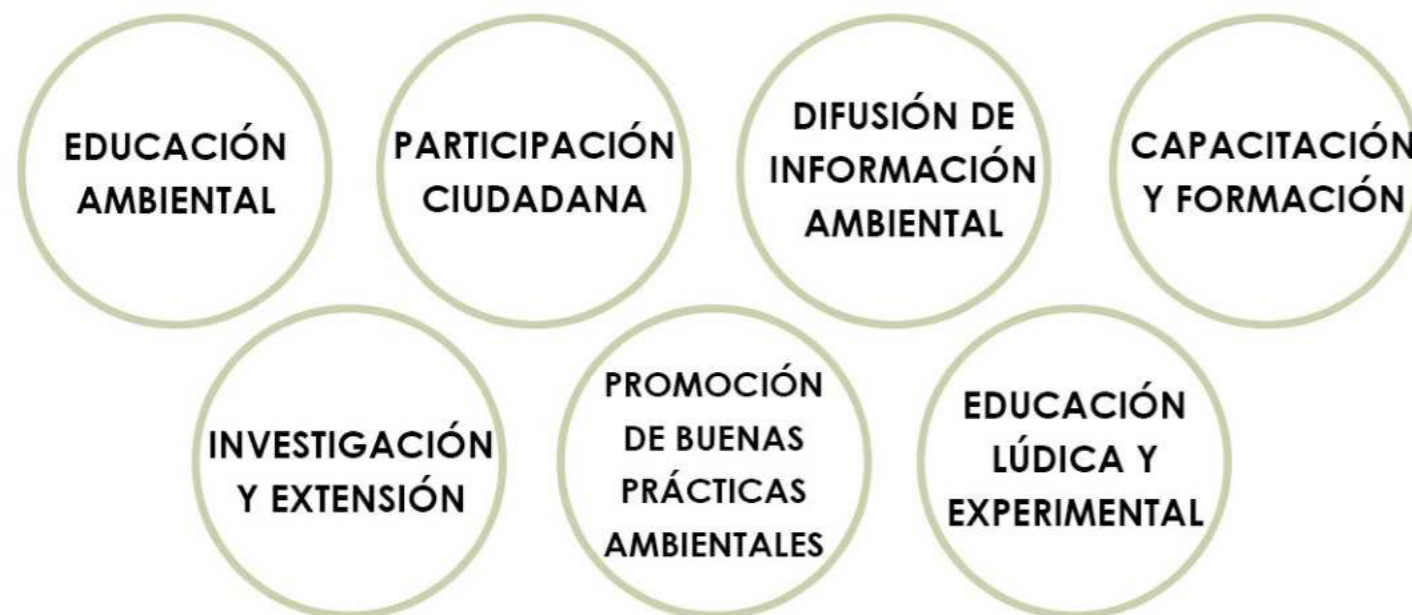 EDUCACIÓN
AMBIENTAL
PARTICIPACIÓN
CIUDADANA
DIFUSIÓN DE
INFORMACIÓN
AMBIENTAL
CAPACITACIÓN
Y FORMACIÓN
INVESTIGACIÓN
Y EXTENSIÓN
PROMOCIÓN
DE BUENAS
PRÁCTICAS
AMBIENTALES
EDUCACIÓN
LÚDICA Y
EXPERIMENTAL